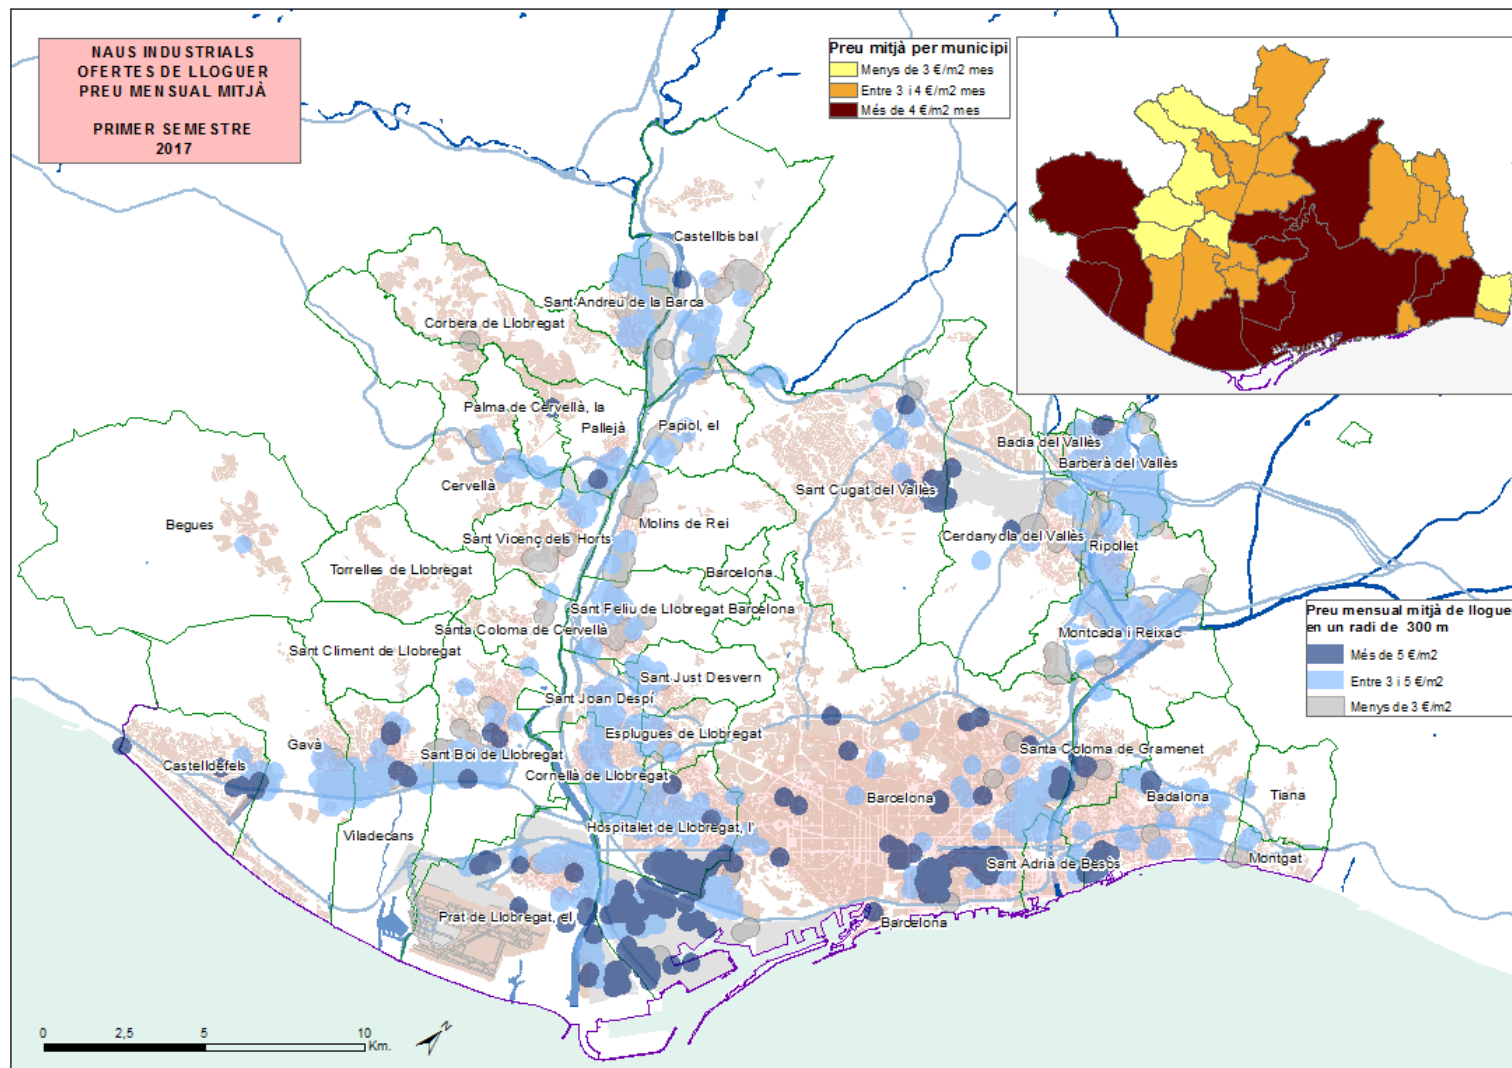 NAUS INDUSTRIALS
OFERTES DE LLOGUER
PREU MENSUAL MITJÀ
PRIMER SEMESTRE
2017
Preu mitjà per municipi
Menys de 3 €/m2 mes
Entre 3 i 4 €/m2 mes
Més de 4 €/m2 mes
Castellbisbal
Sant Andreu de la Barca
Corbera de Llobregat
Palma de Cervellà, la
Pallejà
Papiol, el
Badia del Vallès
Barberà del Vallès
Cervellà
Sant Cugat del Vallès
Begues
Molins de Rei
Sant Vicenç dels Horts
Cerdanyola del Vallès
Ripollet
Torrelles de Llobregat
Barcelona
Sant Feliu de Llobregat
Barcelona
Santa Coloma de Cervellà
Montcada i Reixac
Sant Climent de Llobregat
Sant Just Desvern
Sant Joan Despí
Esplugues de Llobregat
Gavà
Sant Boi de Llobregat
Santa Coloma de Gramenet
Castelldefels
Cornellà de Llobregat
Barcelona
Badalona
Tiana
Viladecans
Hospitalet de Llobregat, l'
Sant Adrià de Besòs
Montgat
Prat de Llobregat, el
Barcelona
Preu mensual mitjà de llogue
en un radi de 300 m
Més de 5 €/m2
Entre 3 i 5 €/m2
Menys de 3 €/m2
0 2,5 5 10
Km.
N